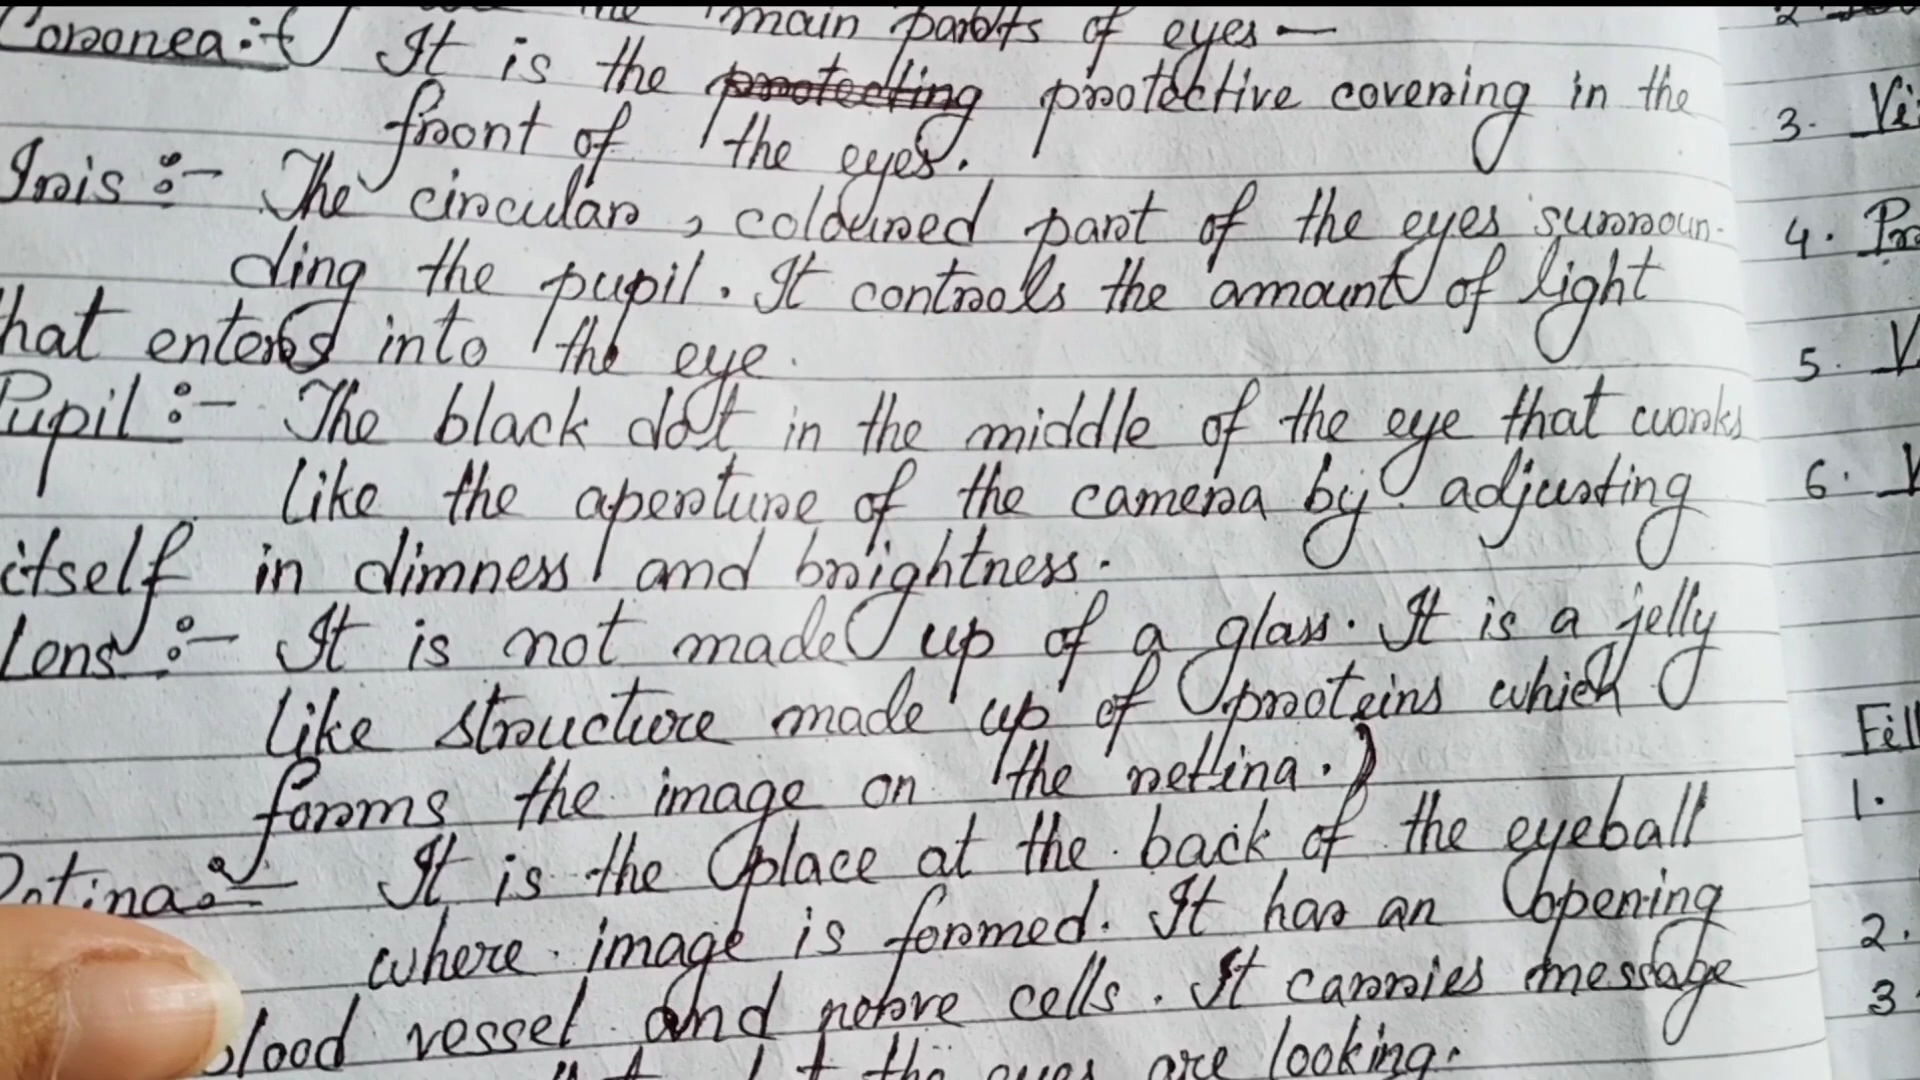 main parts of eyes—
Coronea :- It is the protecting protective covering in the
front of the eyes.
Iris :- The circular, coloured part of the eyes surroun-
ding the pupil. It controls the amount of light
hat enters into the eye.
Pupil :- The black dot in the middle of the eye that works
like the aperture of the camera by adjusting
itself in dimness and brightness.
Lens :- It is not made up of a glass. It is a jelly
like structure made up of proteins which
forms the image on the retina.
Retina :- It is the place at the back of the eyeball
where image is formed. It has an opening
blood vessel and nerve cells. It carries message
the eyes are looking.
2.
3.
4.
5.
6.
Fill
1.
2.
3